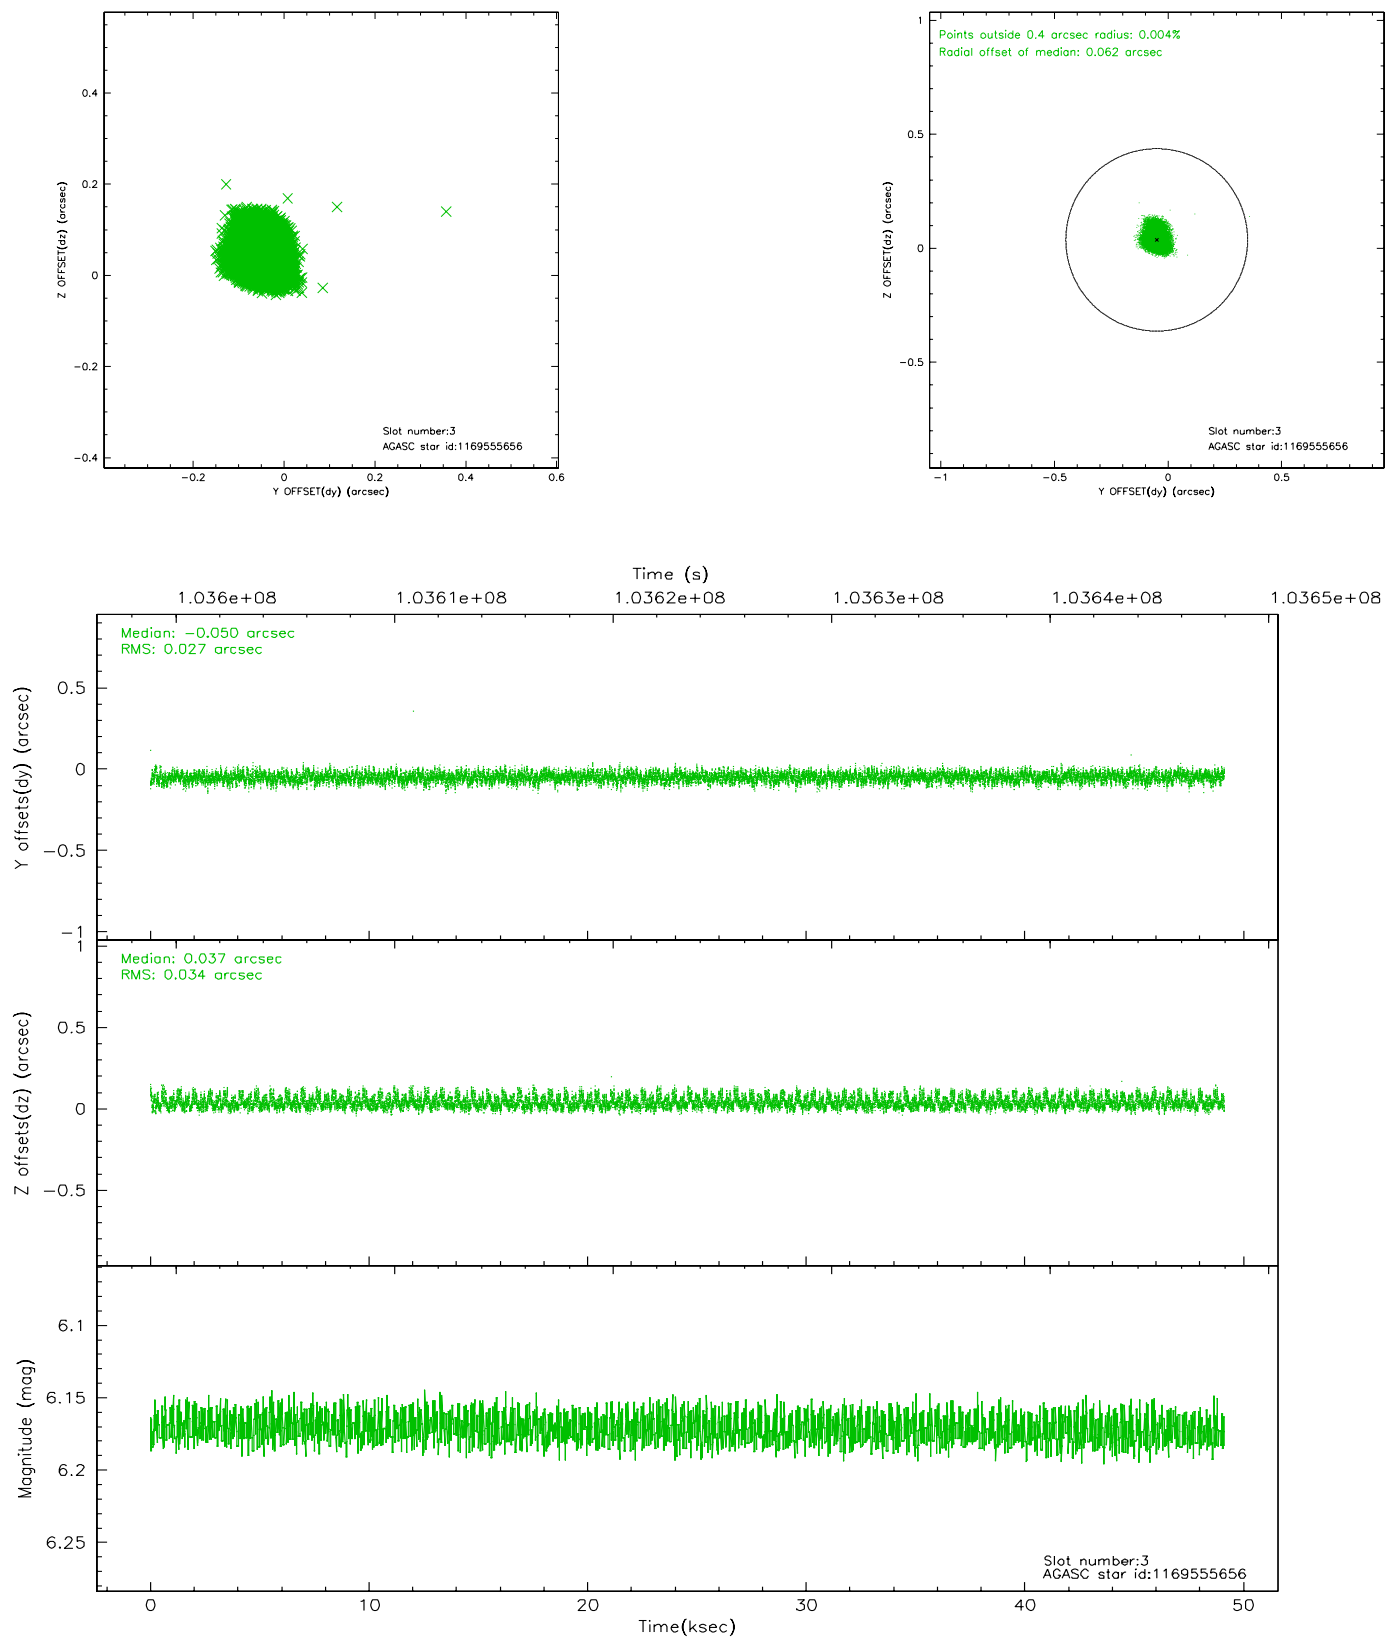 0.4
0.2
0
−0.2
−0.4
Z OFFSET(dz) (arcsec)
Slot number:3
AGASC star id:1169555656
−0.2 0 0.2 0.4 0.6
Y OFFSET(dy) (arcsec)
Points outside 0.4 arcsec radius: 0.004%
Radial offset of median: 0.062 arcsec
1
0.5
0
−0.5
Z OFFSET(dz) (arcsec)
Slot number:3
AGASC star id:1169555656
−1 −0.5 0 0.5
Y OFFSET(dy) (arcsec)
Time (s)
1.036e+08 1.0361e+08 1.0362e+08 1.0363e+08 1.0364e+08 1.0365e+08
Median: −0.050 arcsec
RMS: 0.027 arcsec
0.5
0
−0.5
−1
Y offsets(dy) (arcsec)
Median: 0.037 arcsec
RMS: 0.034 arcsec
1
0.5
0
−0.5
Z offsets(dz) (arcsec)
6.1
6.15
6.2
6.25
Magnitude (mag)
Slot number:3
AGASC star id:1169555656
0 10 20 30 40 50
Time(ksec)